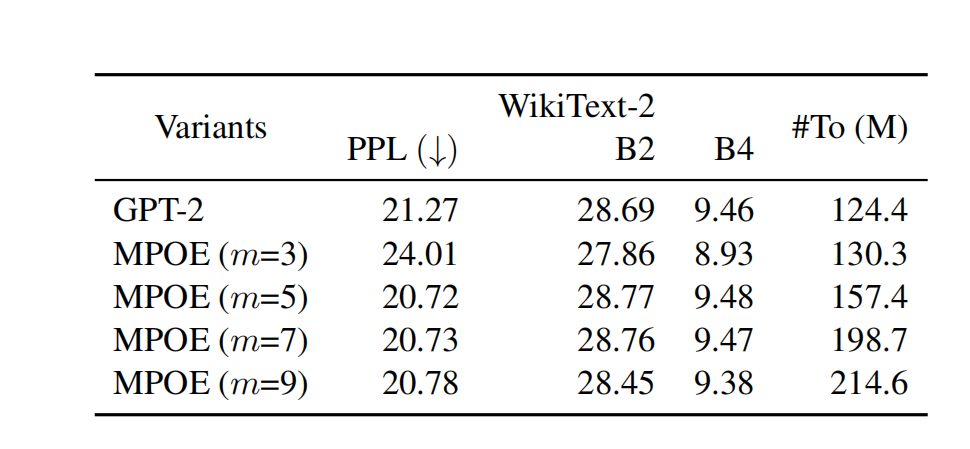 WikiText-2
Variants #To (M)
PPL (↓) B2 B4
GPT-2 21.27 28.69 9.46 124.4
MPOE (m=3) 24.01 27.86 8.93 130.3
MPOE (m=5) 20.72 28.77 9.48 157.4
MPOE (m=7) 20.73 28.76 9.47 198.7
MPOE (m=9) 20.78 28.45 9.38 214.6